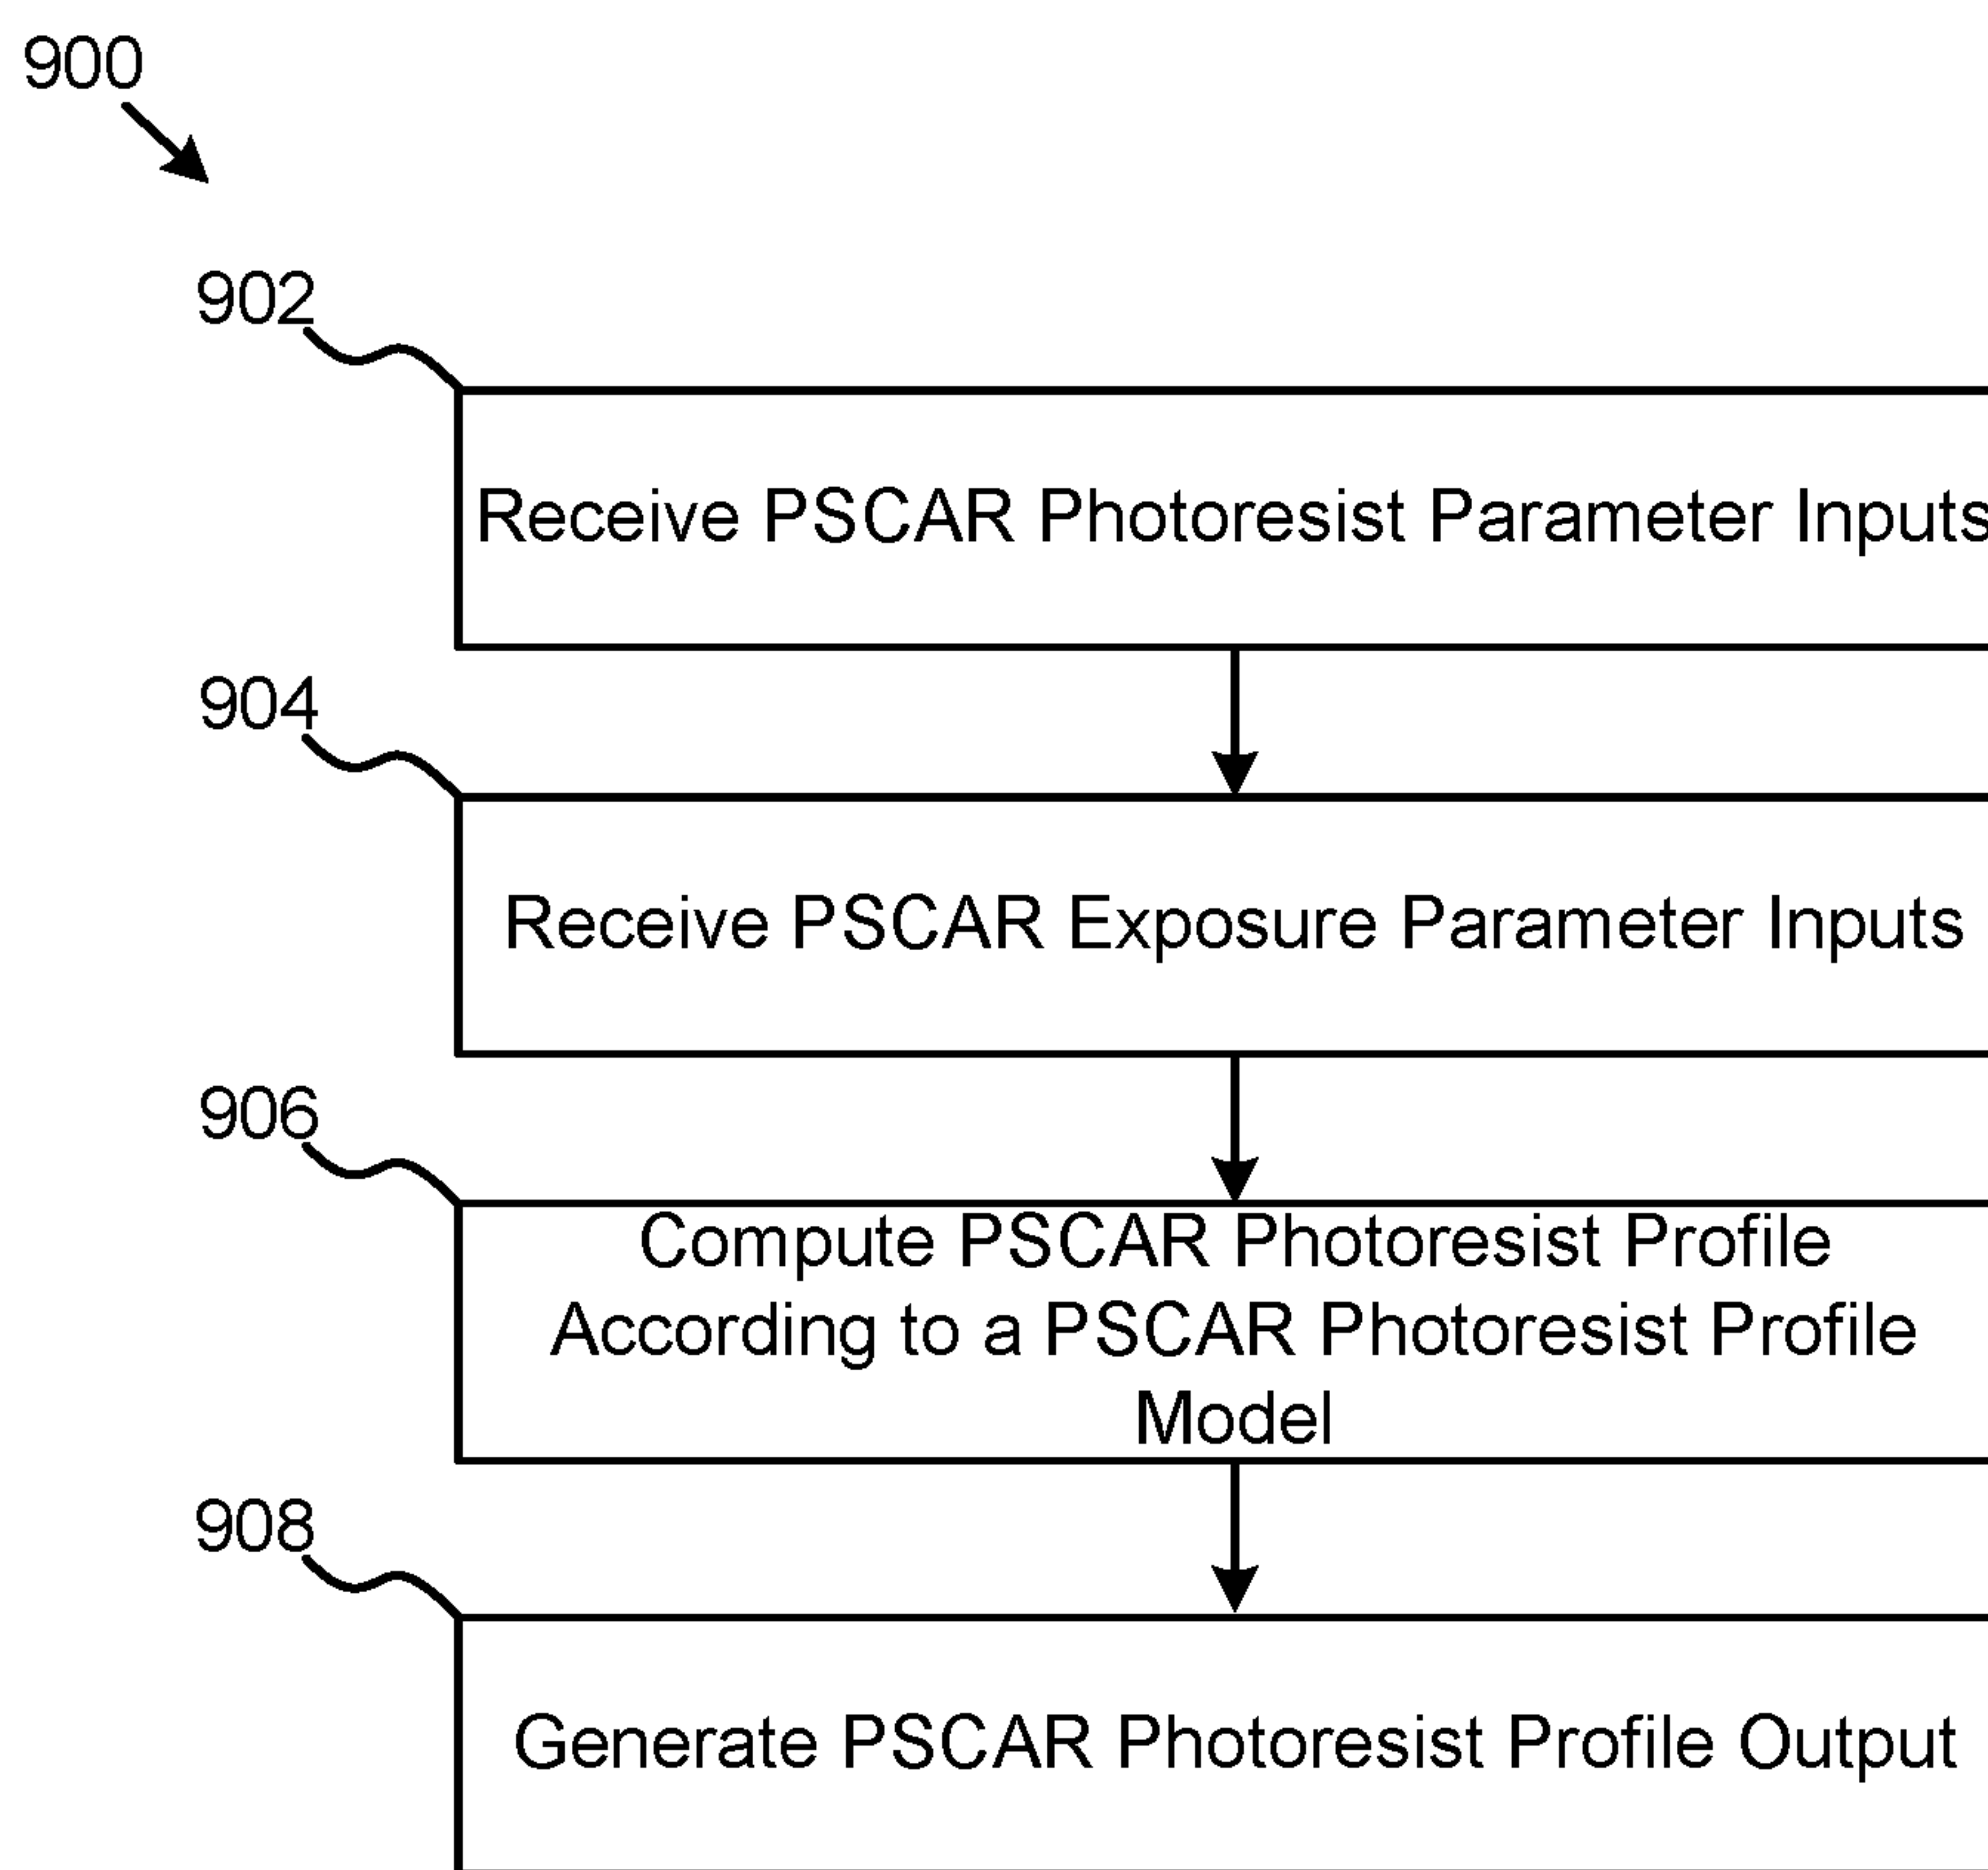 900
902
Receive PSCAR Photoresist Parameter Inputs
904
Receive PSCAR Exposure Parameter Inputs
906
Compute PSCAR Photoresist Profile
According to a PSCAR Photoresist Profile
Model
908
Generate PSCAR Photoresist Profile Output